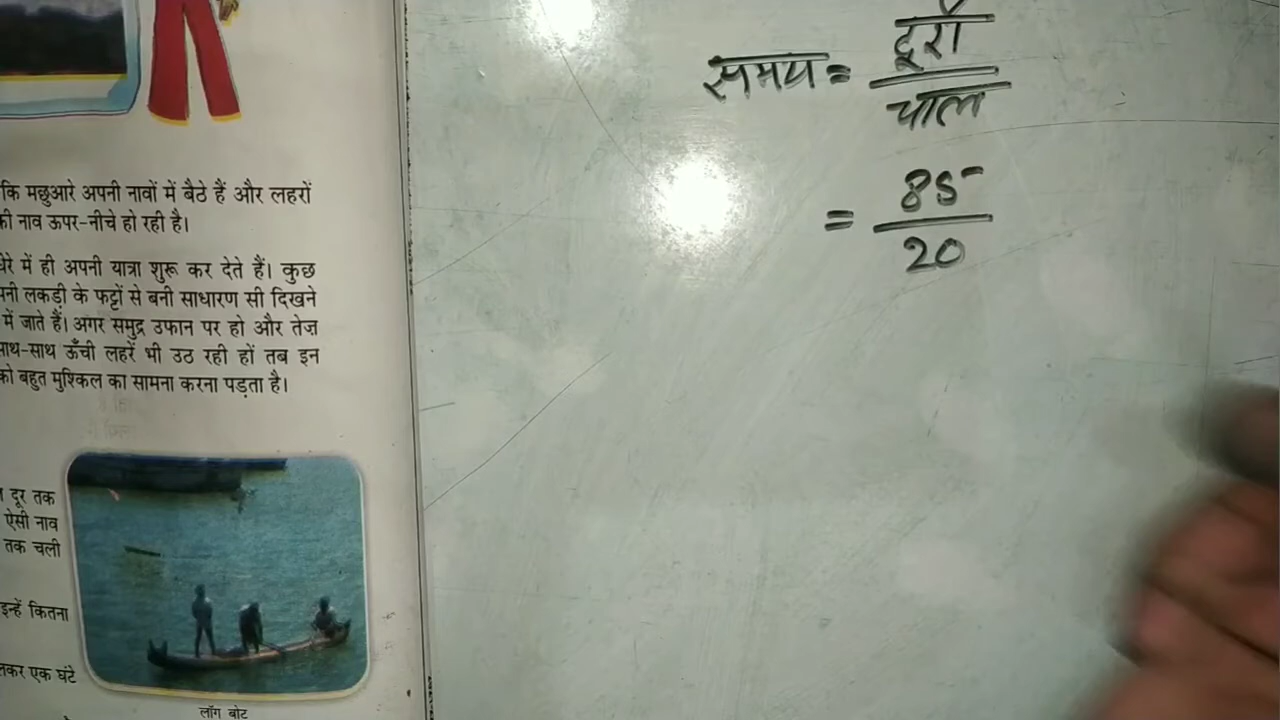 कि मछुआरे अपनी नावों में बैठे हैं और लहरों
नाव ऊपर-नीचे हो रही है।
में ही अपनी यात्रा शुरू कर देते हैं। कुछ
लकड़ी के फट्टों से बनी साधारण सी दिखने
में जाते हैं। अगर समुद्र उफान पर हो और तेज़
साथ-साथ ऊँची लहरें भी उठ रही हों तब इन
को बहुत मुश्किल का सामना करना पड़ता है।
दूर तक
ऐसी नाव
तक चली
इन्हें कितना
एक घंटे
लॉग बोट
समय = दूरी
चाल
= 85
20